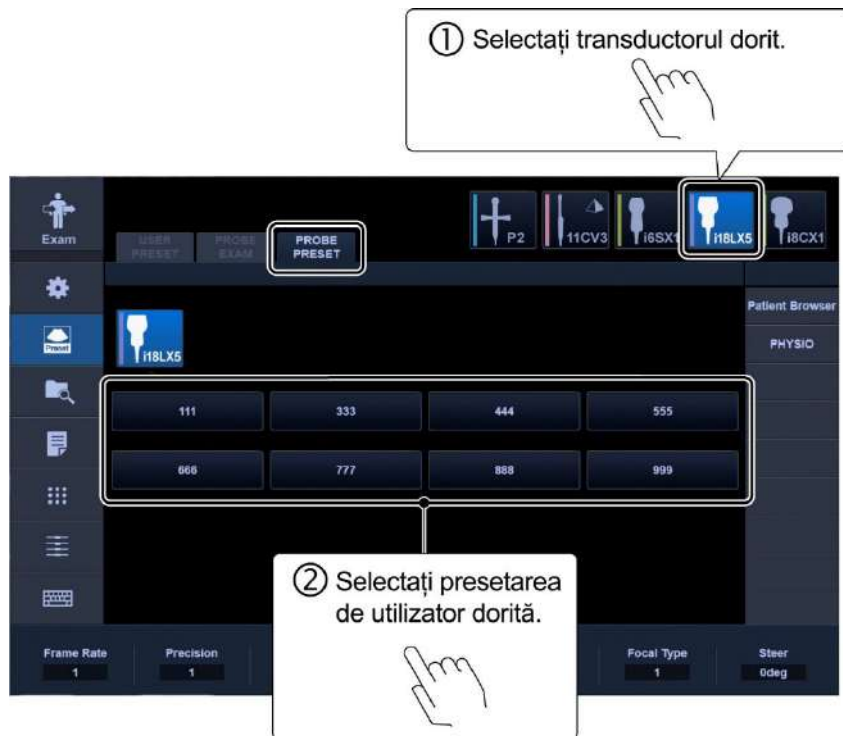 ① Selectați transductorul dorit.
Exam
USER
PRESET
PROBE
EXAM
PROBE
PRESET
P2
11CV3
i6SX1
i18LX5
i8CX1
Patient Browser
PHYSIO
Preset
i18LX5
111 333 444 555
666 777 888 999
② Selectați presetarea
de utilizator dorită.
Frame Rate
1
Precision
1
Focal Type
1
Steer
0deg